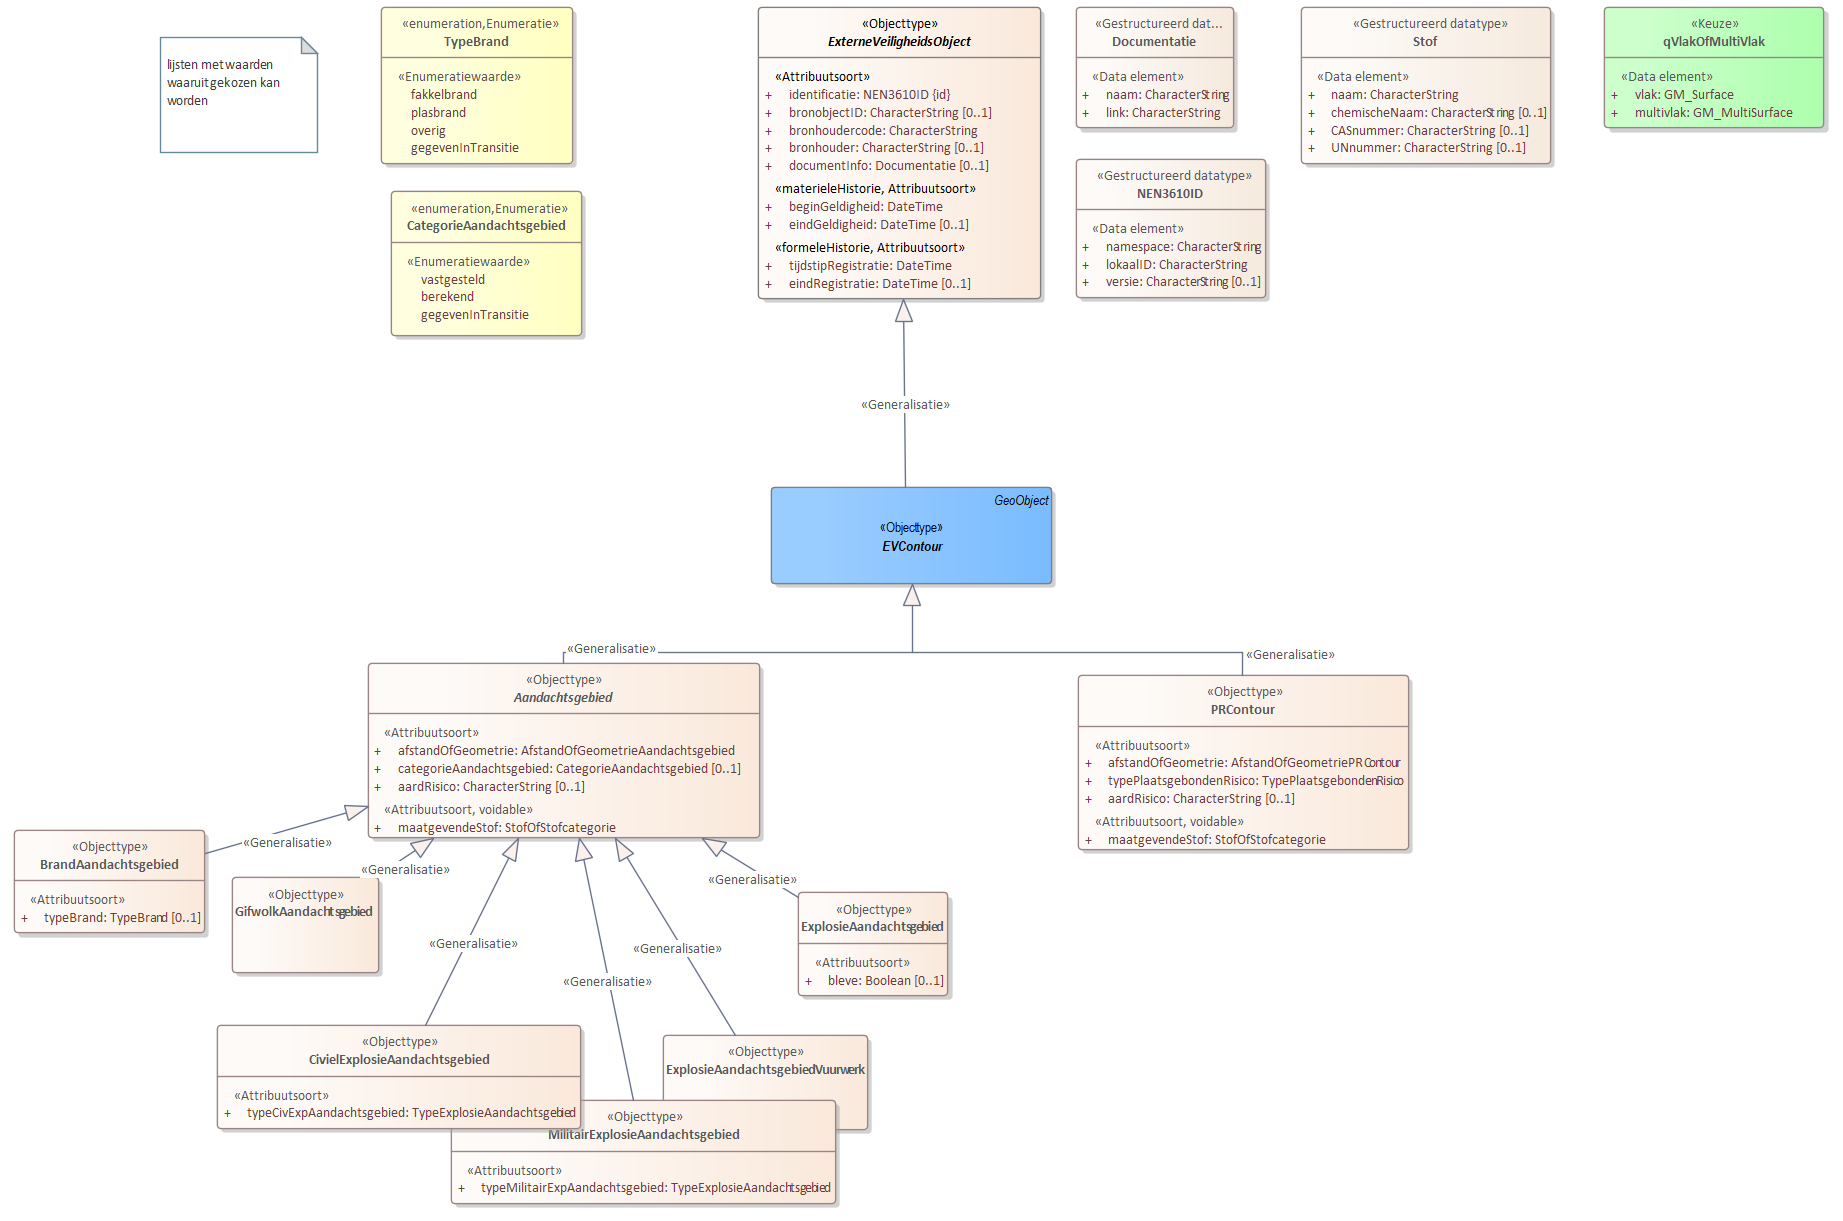 lijsten met waarden
waaruit gekozen kan
worden
«enumeration,Enumeratie»
TypeBrand
«Enumeratiewaarde»
fakkelbrand
plasbrand
overig
gegevenInTransitie
«enumeration,Enumeratie»
CategorieAandachtsgebied
«Enumeratiewaarde»
vastgesteld
berekend
gegevenInTransitie
«Objecttype»
ExterneVeiligheidsObject
«Attribuutsoort»
+ identificatie: NEN3610ID {id}
+ bronobjectID: CharacterString [0..1]
+ bronhoudercode: CharacterString
+ bronhouder: CharacterString [0..1]
+ documentInfo: Documentatie [0..1]
«materieleHistorie, Attribuutsoort»
+ beginGeldigheid: DateTime
+ eindGeldigheid: DateTime [0..1]
«formeleHistorie, Attribuutsoort»
+ tijdstipRegistratie: DateTime
+ eindRegistratie: DateTime [0..1]
«Gestructureerd dat...
Documentatie
«Data element»
+ naam: CharacterString
+ link: CharacterString
«Gestructureerd datatype»
NEN3610ID
«Data element»
+ namespace: CharacterString
+ lokaalID: CharacterString
+ versie: CharacterString [0..1]
«Gestructureerd datatype»
Stof
«Data element»
+ naam: CharacterString
+ chemischeNaam: CharacterString [0..1]
+ CASnummer: CharacterString [0..1]
+ UNnummer: CharacterString [0..1]
«Keuze»
qVlakOfMultiVlak
«Data element»
+ vlak: GM_Surface
+ multivlak: GM_MultiSurface
«Generalisatie»
GeoObject
«Objecttype»
EVContour
«Generalisatie»
«Generalisatie»
«Objecttype»
Aandachtsgebied
«Attribuutsoort»
+ afstandOfGeometrie: AfstandOfGeometrieAandachtsgebied
+ categorieAandachtsgebied: CategorieAandachtsgebied [0..1]
+ aardRisico: CharacterString [0..1]
«Attribuutsoort, voidable»
+ maatgevendeStof: StofOfStofcategorie
«Objecttype»
PRContour
«Attribuutsoort»
+ afstandOfGeometrie: AfstandOfGeometriePRContour
+ typePlaatsgebondenRisico: TypePlaatsgebondenRisico
+ aardRisico: CharacterString [0..1]
«Attribuutsoort, voidable»
+ maatgevendeStof: StofOfStofcategorie
«Generalisatie»
«Objecttype»
BrandAandachtsgebied
«Attribuutsoort»
+ typeBrand: TypeBrand [0..1]
«Generalisatie»
«Objecttype»
GifwolkAandachtsgebied
«Generalisatie»
«Objecttype»
ExplosieAandachtsgebied
«Attribuutsoort»
+ bleve: Boolean [0..1]
«Generalisatie»
«Generalisatie»
«Generalisatie»
«Objecttype»
CivielExplosieAandachtsgebied
«Attribuutsoort»
+ typeCivExpAandachtsgebied: TypeExplosieAandachtsgebied
«Objecttype»
ExplosieAandachtsgebiedVuurwerk
«Objecttype»
MilitairExplosieAandachtsgebied
«Attribuutsoort»
+ typeMilitairExpAandachtsgebied: TypeExplosieAandachtsgebied